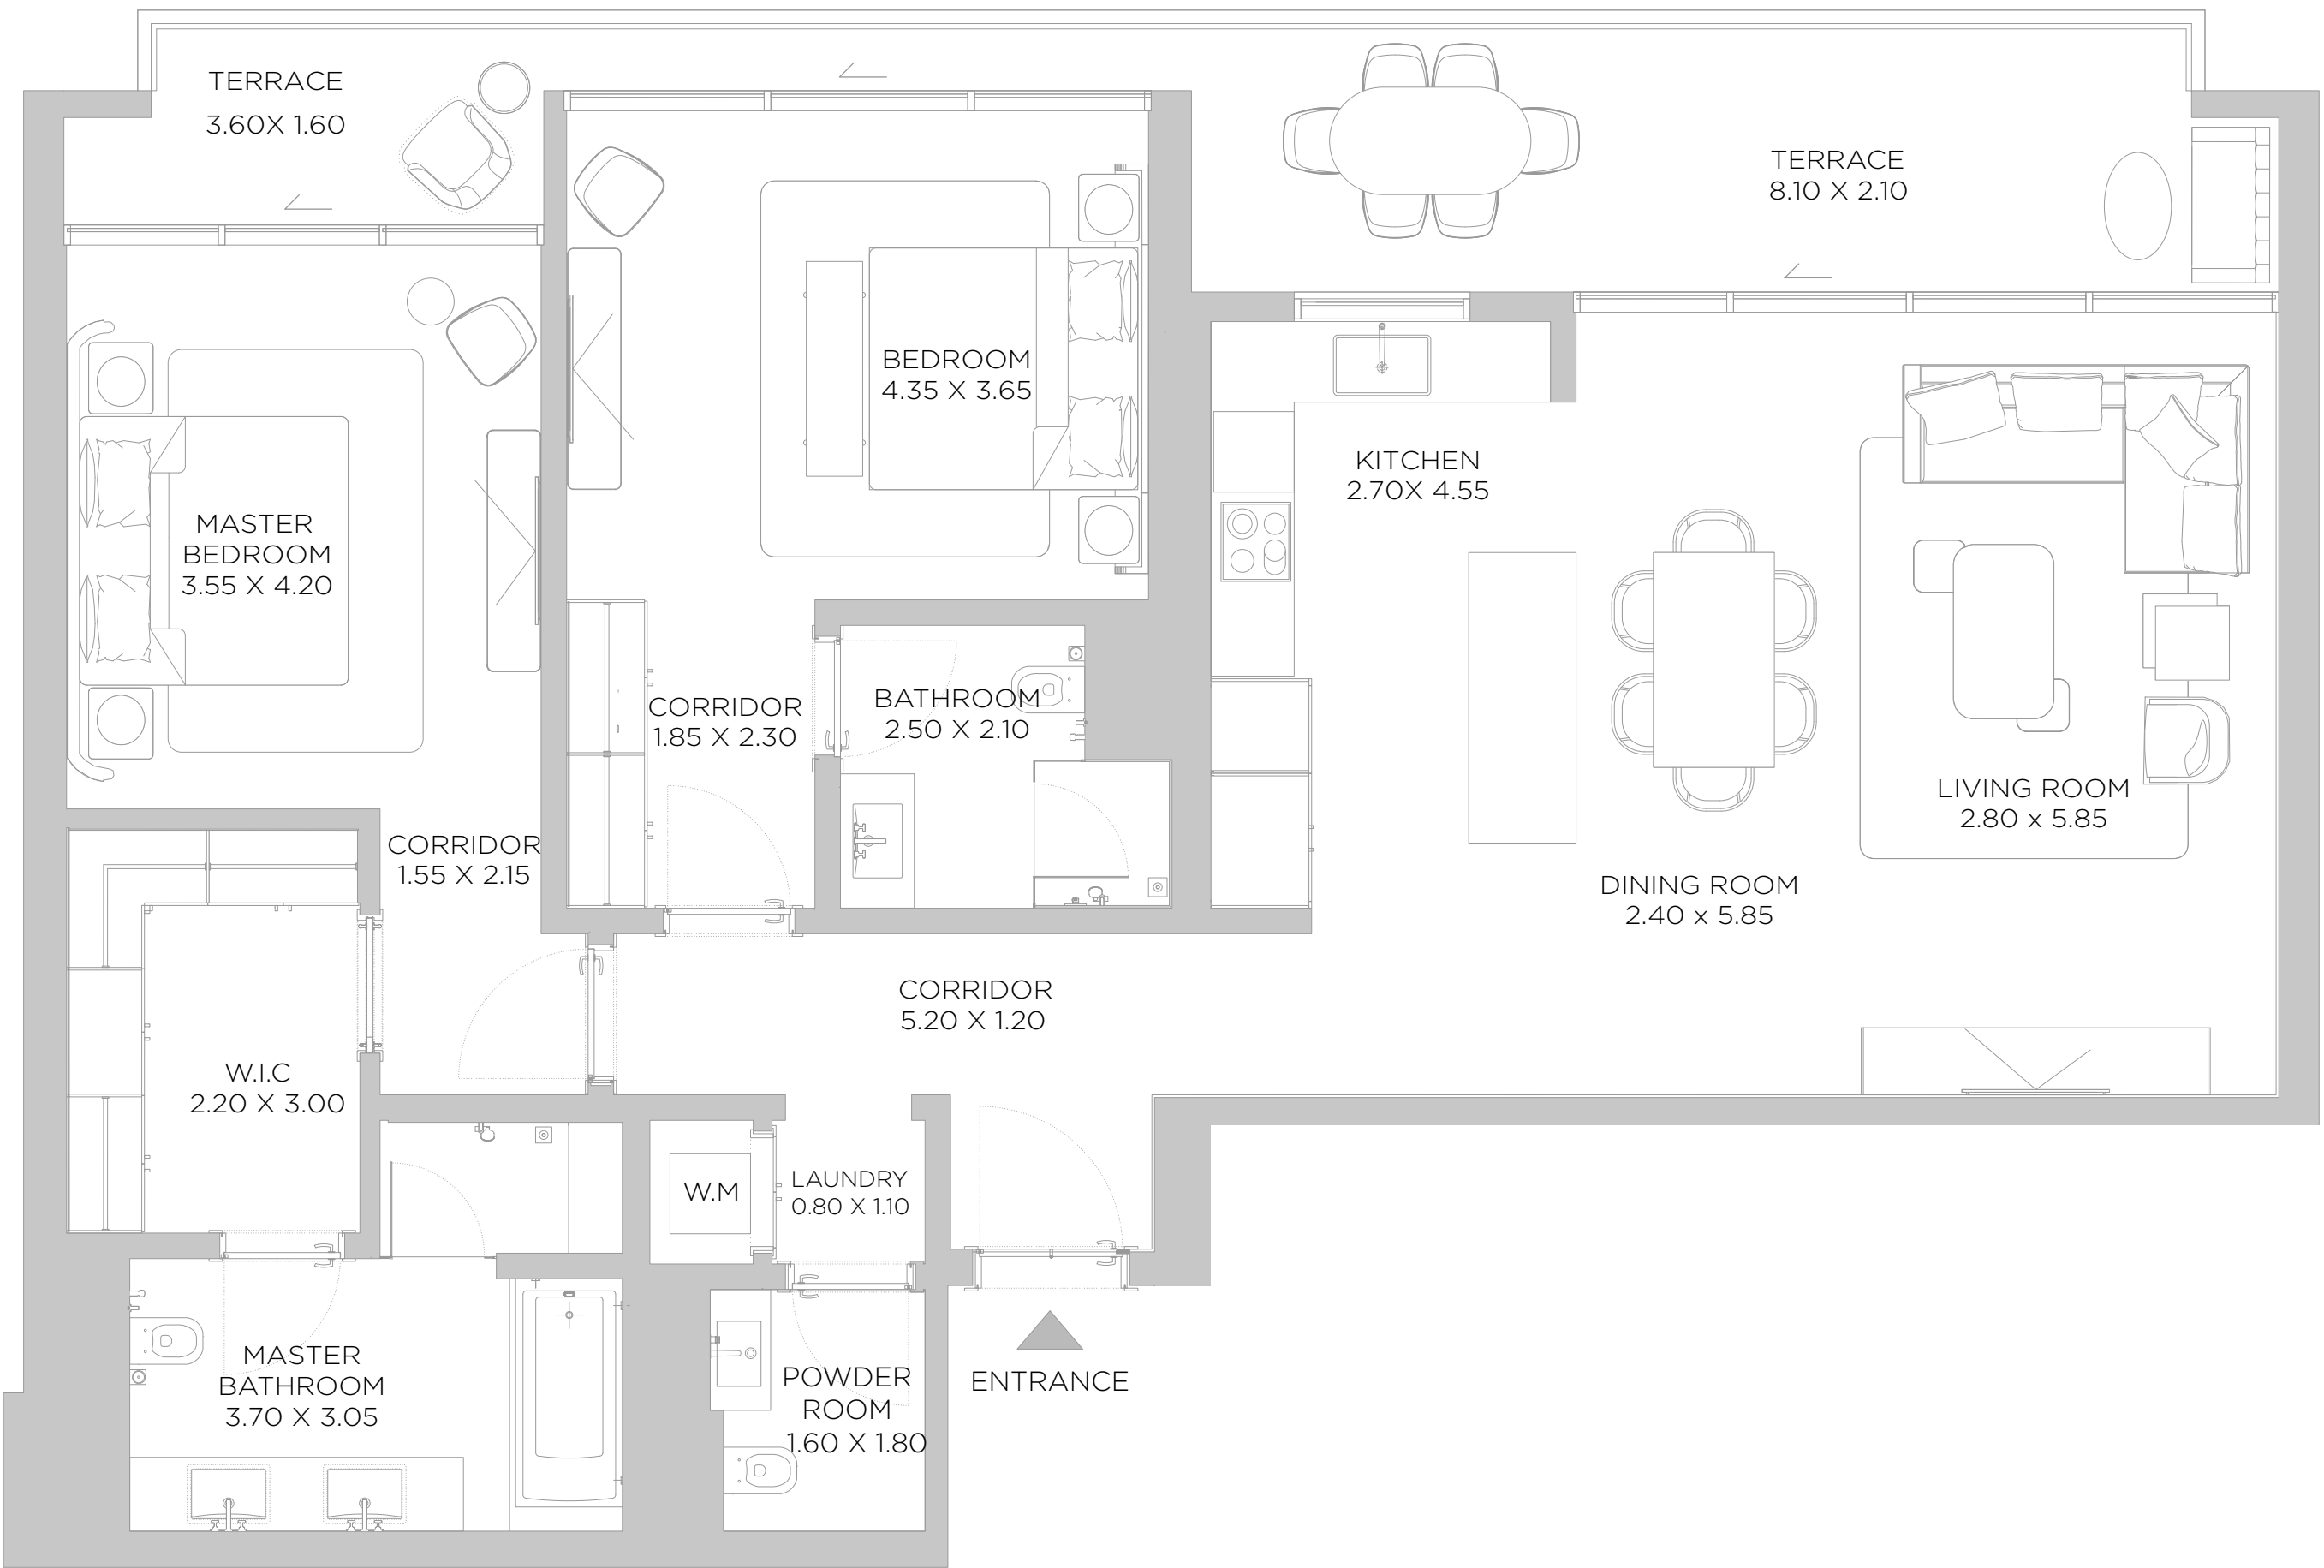 TERRACE
3.60X 1.60
TERRACE
8.10 X 2.10
BEDROOM
4.35 X 3.65
KITCHEN
2.70X 4.55
MASTER
BEDROOM
3.55 X 4.20
CORRIDOR
1.85 X 2.30
BATHROOM
2.50 X 2.10
LIVING ROOM
2.80 x 5.85
CORRIDOR
1.55 X 2.15
DINING ROOM
2.40 x 5.85
CORRIDOR
5.20 X 1.20
W.I.C
2.20 X 3.00
W.M
LAUNDRY
0.80 X 1.10
MASTER
BATHROOM
3.70 X 3.05
POWDER
ROOM
1.60 X 1.80
ENTRANCE